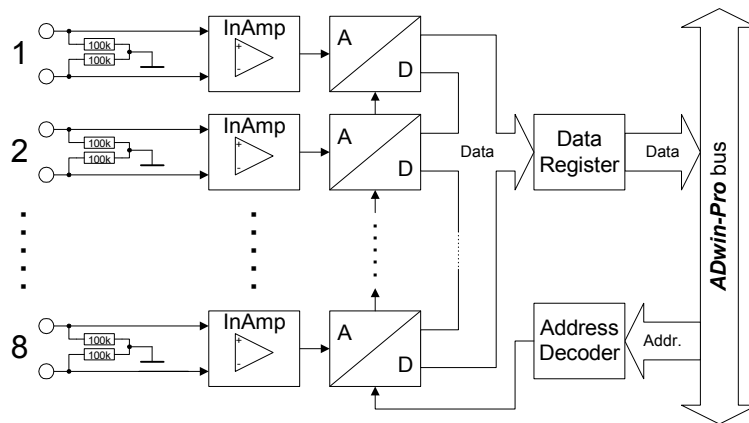 1
100k
100k
InAmp
+
-
A
D
2
100k
100k
InAmp
+
-
A
D
Data
Data
Register
Data
ADwin-Pro bus
8
100k
100k
InAmp
+
-
A
D
Address
Decoder
Addr.